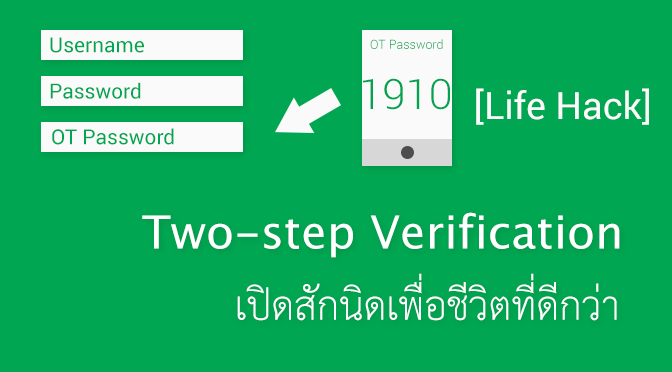 Username
Password
OT Password
OT Password
1910
[Life Hack]
Two-step Verification
เปิดสักนิดเพื่อชีวิตที่ดีกว่า